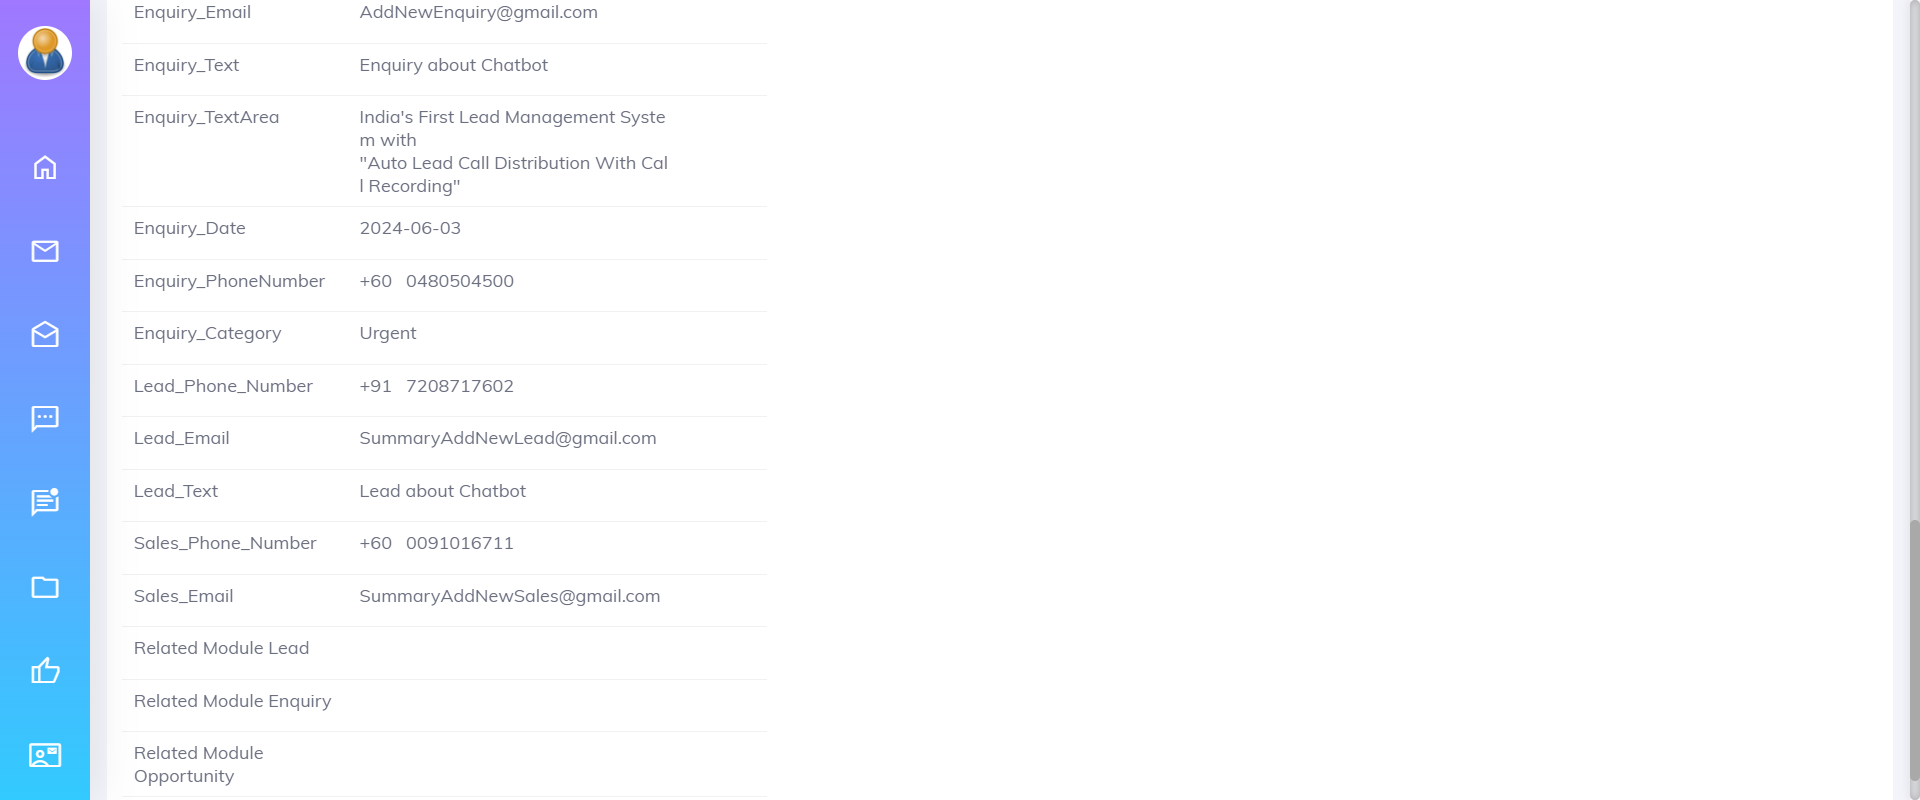 Enquiry_Email AddNewEnquiry@gmail.com
Enquiry_Text Enquiry about Chatbot
Enquiry_TextArea India's First Lead Management Syste
m with
"Auto Lead Call Distribution With Cal
l Recording"
Enquiry_Date 2024-06-03
Enquiry_PhoneNumber +60 0480504500
Enquiry_Category Urgent
Lead_Phone_Number +91 7208717602
Lead_Email SummaryAddNewLead@gmail.com
Lead_Text Lead about Chatbot
Sales_Phone_Number +60 0091016711
Sales_Email SummaryAddNewSales@gmail.com
Related Module Lead
Related Module Enquiry
Related Module
Opportunity